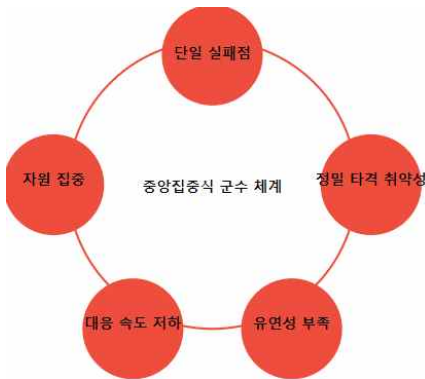 단일 실패점
자원 집중
중앙집중식 군수 체계
정밀 타격 취약성
대응 속도 저하
유연성 부족